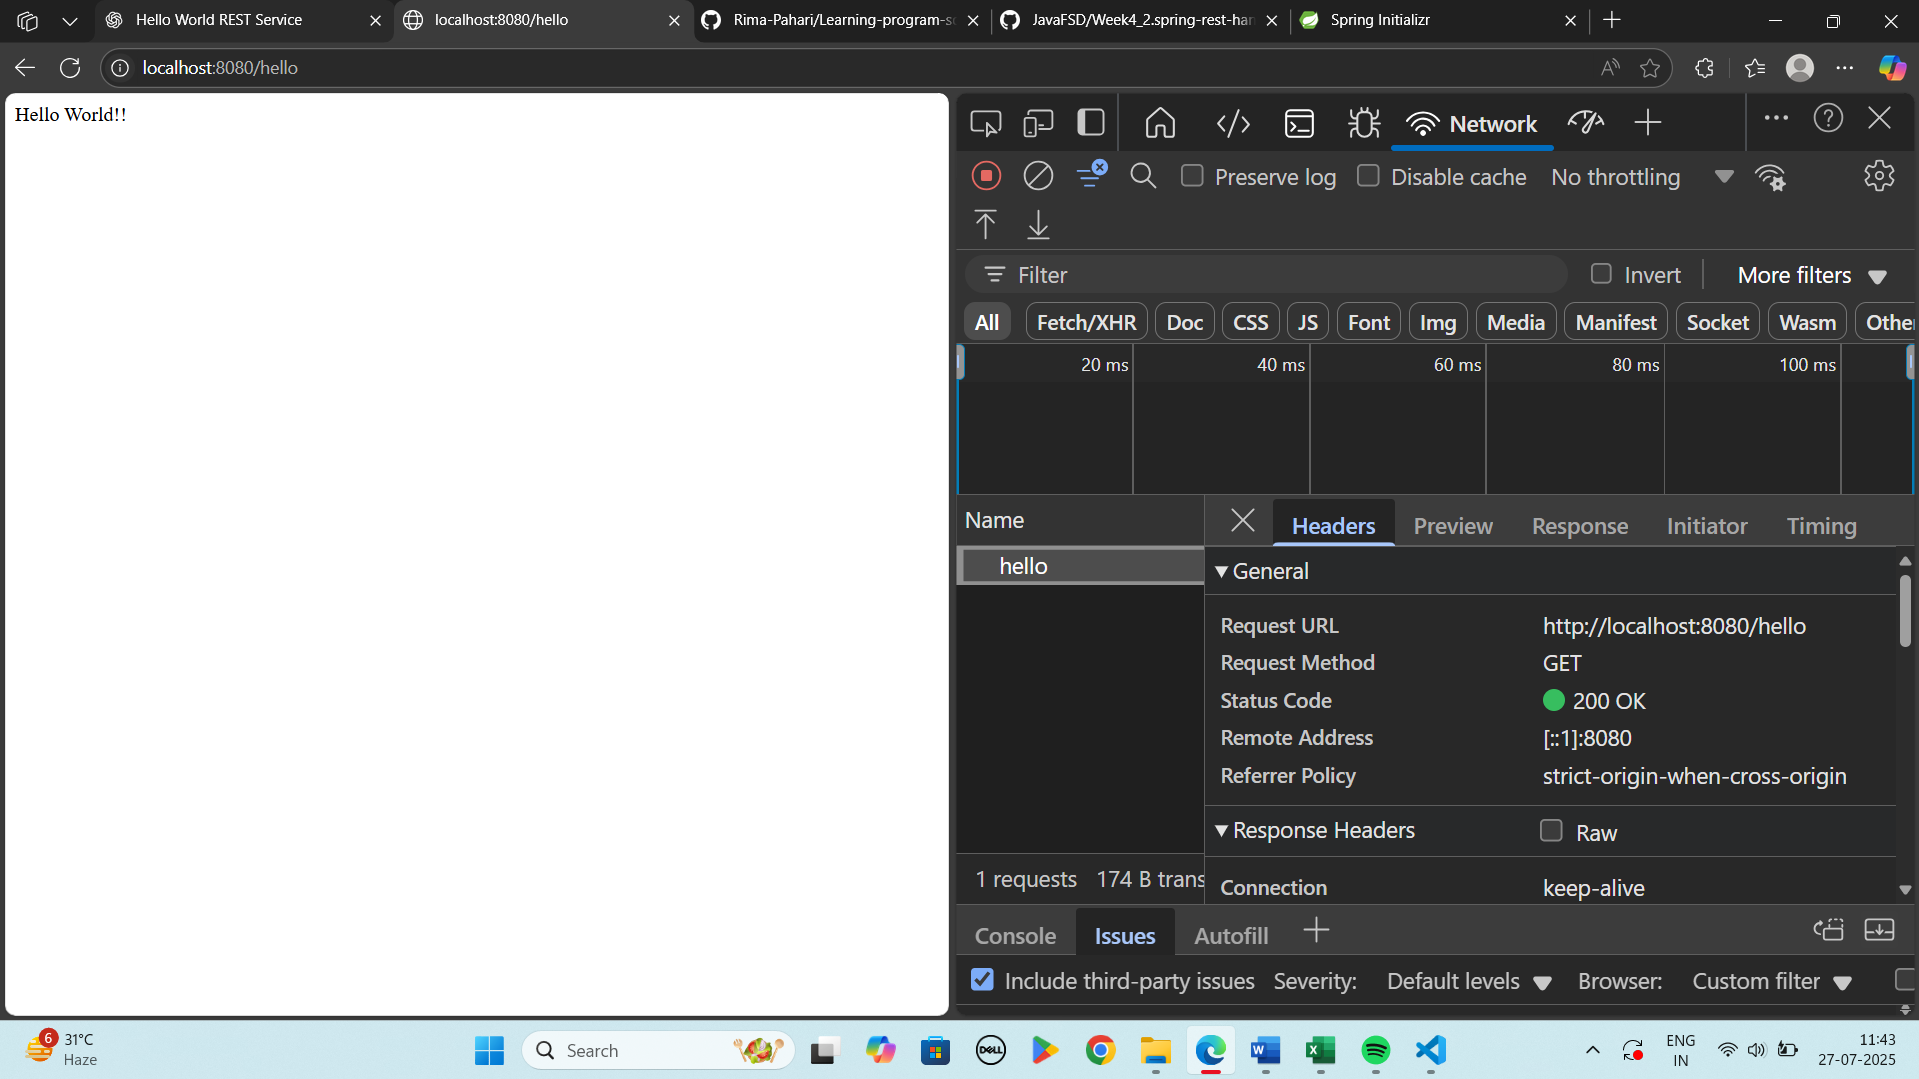 Hello World REST Service
localhost:8080/hello
Rima-Pahari/Learning-program-so
JavaFSD/Week4_2.spring-rest-han
Spring Initializr
localhost:8080/hello
Hello World!!
Network
Preserve log
Disable cache
No throttling
Filter
Invert
More filters
All
Fetch/XHR
Doc
CSS
JS
Font
Img
Media
Manifest
Socket
Wasm
Other
20 ms
40 ms
60 ms
80 ms
100 ms
Name
Headers
Preview
Response
Initiator
Timing
hello
General
Request URL
http://localhost:8080/hello
Request Method
GET
Status Code
200 OK
Remote Address
[::1]:8080
Referrer Policy
strict-origin-when-cross-origin
Response Headers
Raw
1 requests
174 B trans
Connection
keep-alive
Console
Issues
Autofill
Include third-party issues
Severity:
Default levels
Browser:
Custom filter
6
31°C
Haze
Search
DELL
W
X
ENG
IN
11:43
27-07-2025